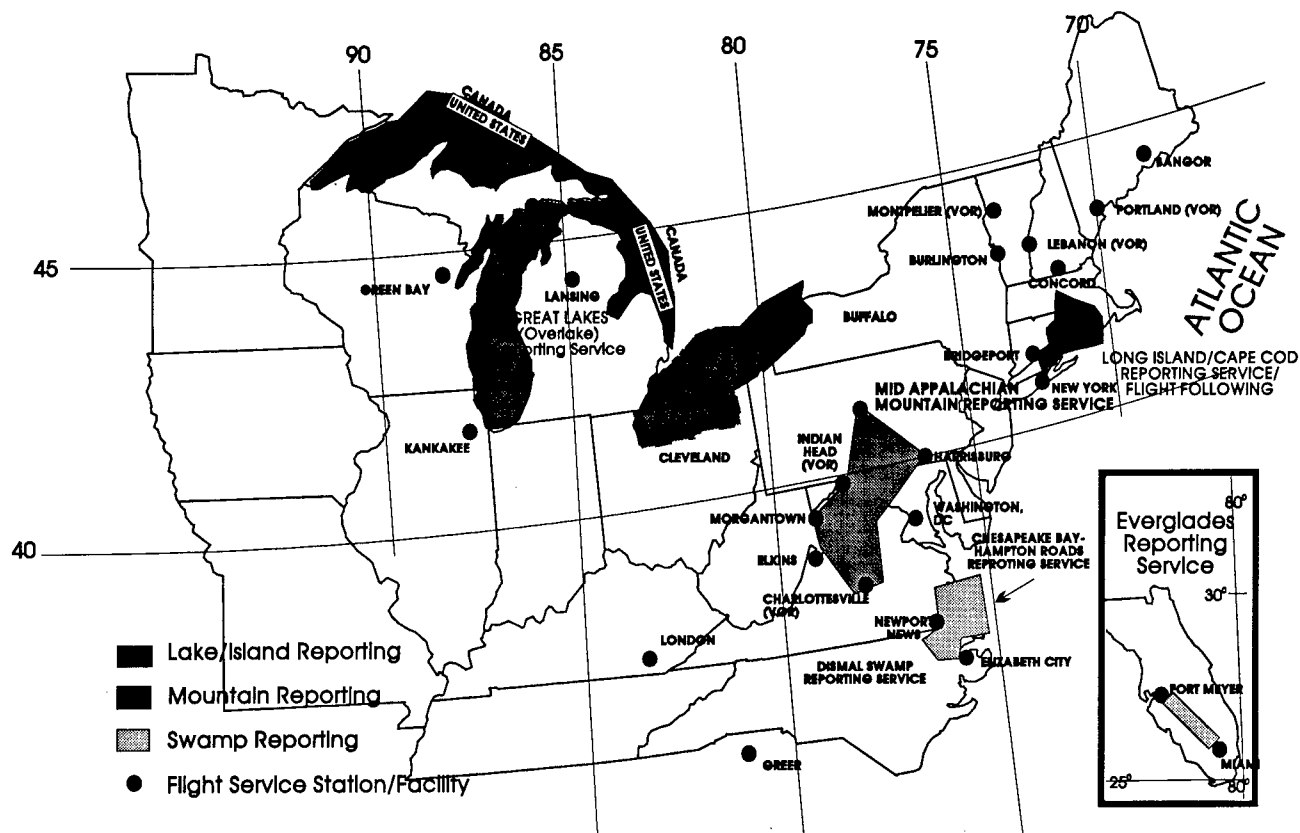 90
85
80
75
70
45
40
CANADA
UNITED STATES
CANADA
UNITED STATES
BANGOR
MONTPELIER (VOR)
PORTLAND (VOR)
LEBANON (VOR)
BURLINGTON
CONCORD
ATLANTIC
OCEAN
GREEN BAY
LANSING
GREAT LAKES
(Overlake)
orting Service
BUFFALO
BRIDGEPORT
LONG ISLAND/CAPE COD
REPORTING SERVICE/
FLIGHT FOLLOWING
NEW YORK
MID APPALACHIAN
MOUNTAIN REPORTING SERVICE
KANKAKEE
CLEVELAND
INDIAN
HEAD
(VOR)
HARRISBURG
MORGANTOWN
WASHINGTON,
DC
CHESAPEAKE BAY-
HAMPTON ROADS
REPROTING SERVICE
ELKINS
CHARLOTTESVILLE
(VOR)
NEWPORT
NEWS
LONDON
DISMAL SWAMP
REPORTING SERVICE
ELIZABETH CITY
GREER
Lake/Island Reporting
Mountain Reporting
Swamp Reporting
Flight Service Station/Facility
80°
Everglades
Reporting
Service
30°
FORT MEYER
MIAMI
25°
80°